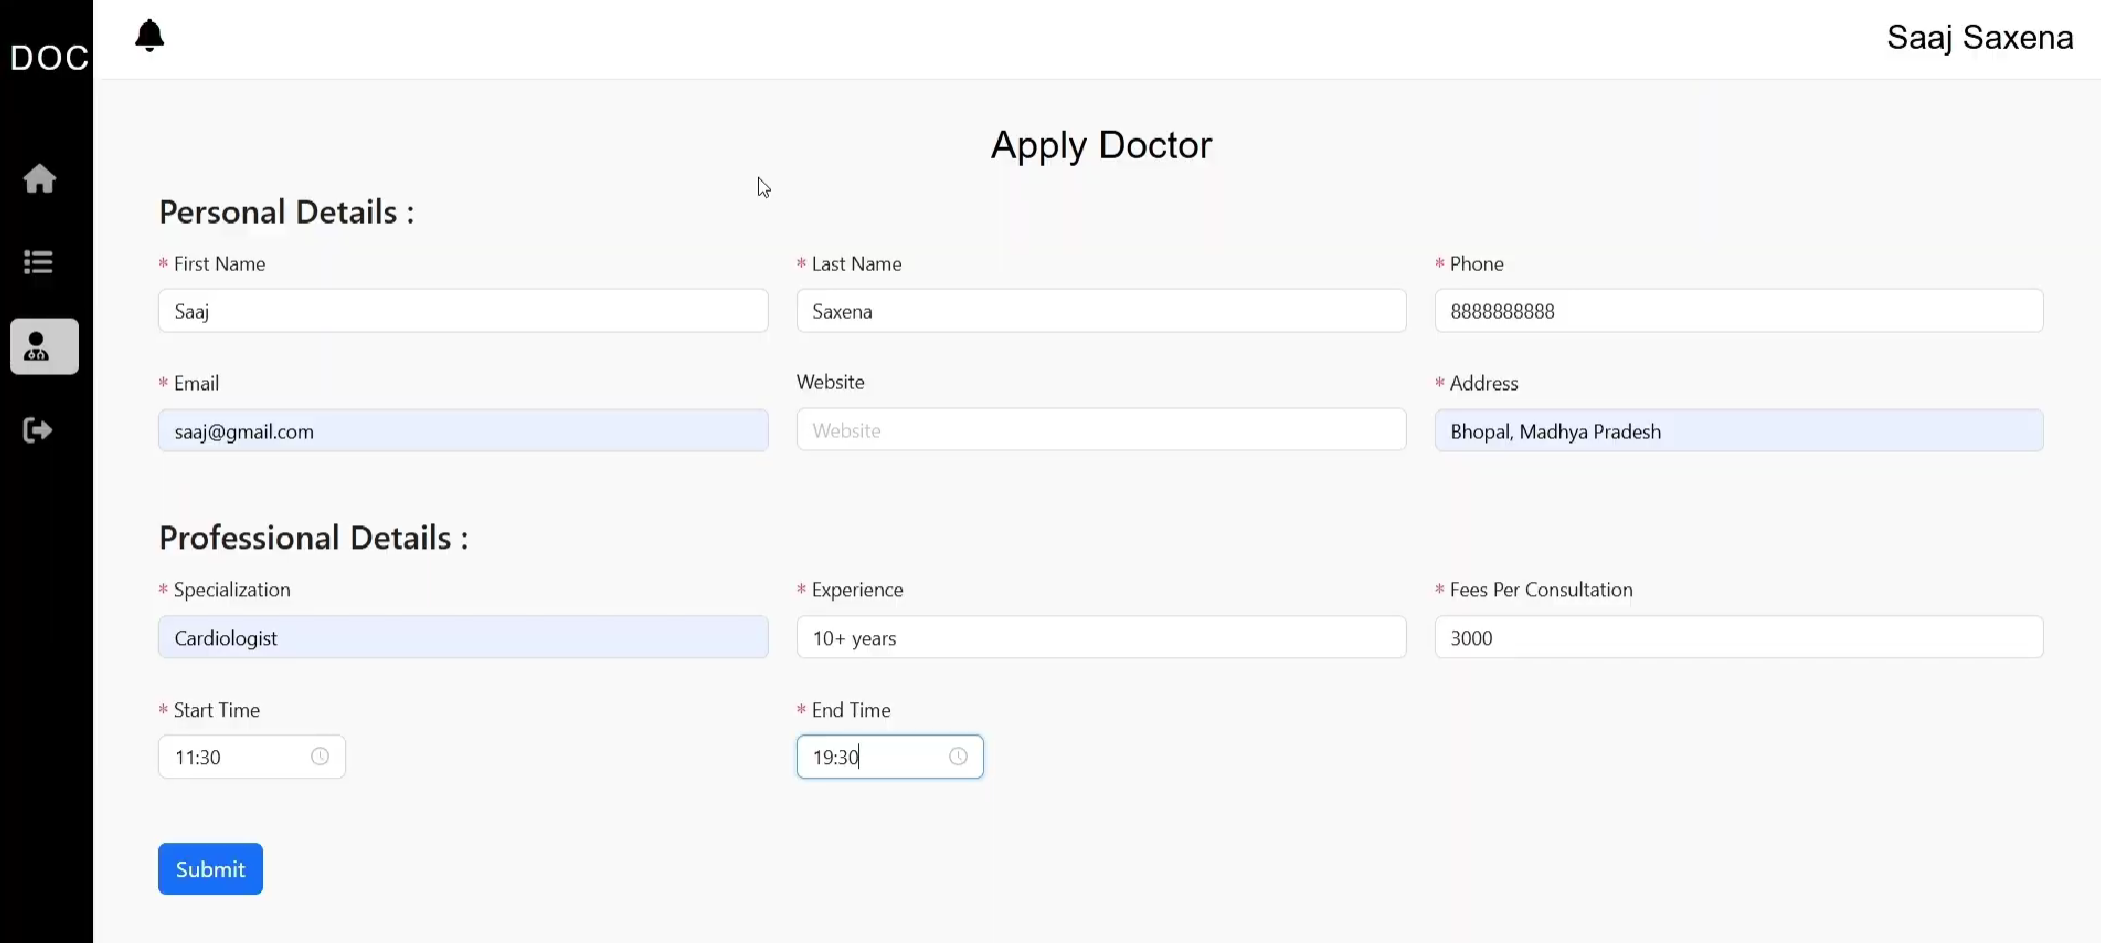 DOC
Saaj Saxena
Apply Doctor
Personal Details :
* First Name
* Last Name
* Phone
Saaj
Saxena
8888888888
* Email
Website
* Address
saaj@gmail.com
Website
Bhopal, Madhya Pradesh
Professional Details :
* Specialization
* Experience
* Fees Per Consultation
Cardiologist
10+ years
3000
* Start Time
* End Time
11:30
19:30
Submit